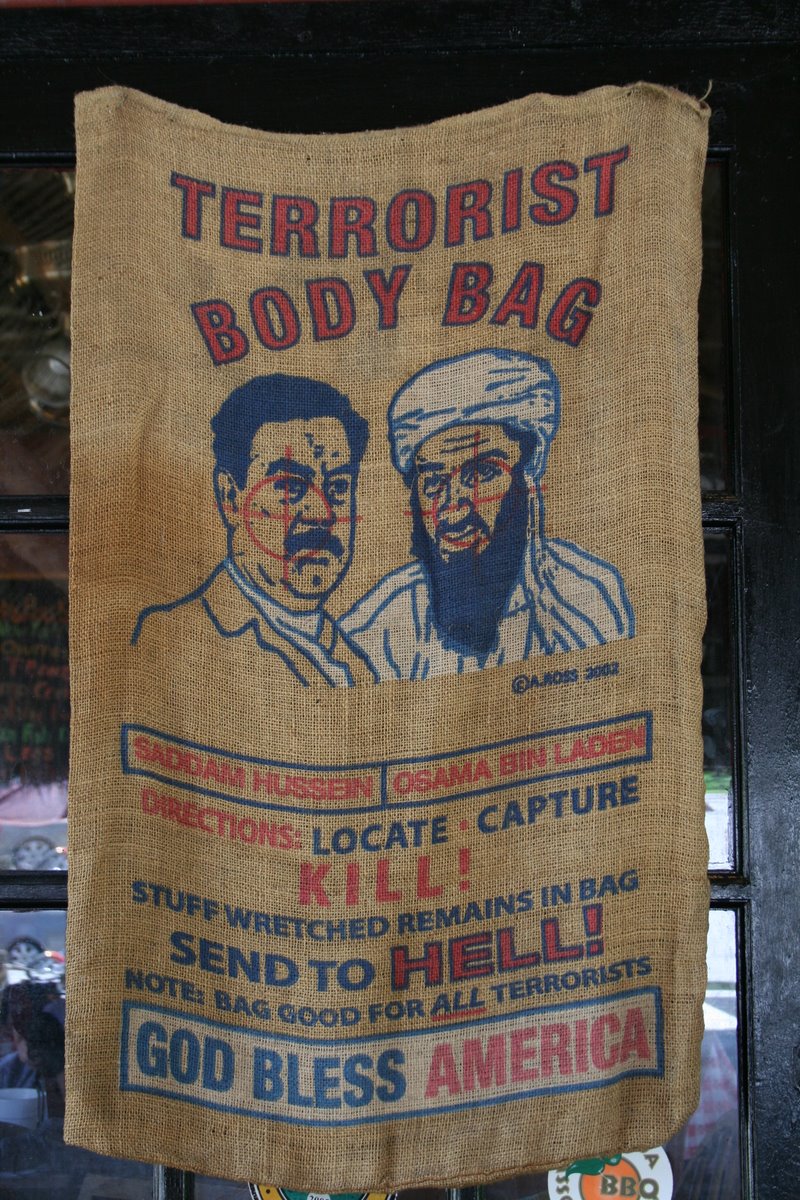 TERRORIST
BODY BAG
©A.ROSS 2002
SADDAM HUSSEIN OSAMA BIN LADEN
DIRECTIONS: LOCATE · CAPTURE
KILL!
STUFF WRETCHED REMAINS IN BAG
SEND TO HELL!
NOTE: BAG GOOD FOR ALL TERRORISTS
GOD BLESS AMERICA
BBQ